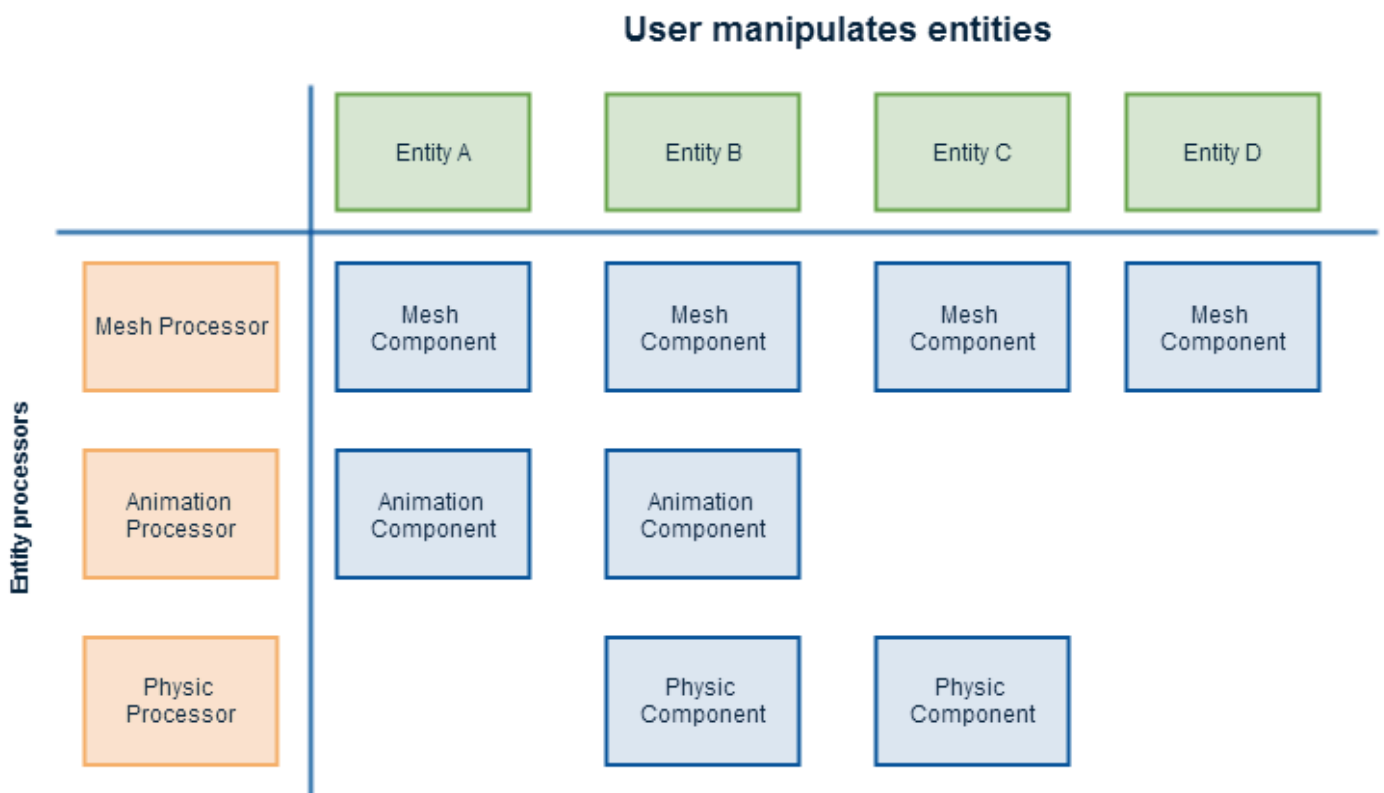 User manipulates entities
Entity A
Entity B
Entity C
Entity D
Entity processors
Mesh Processor
Mesh
Component
Mesh
Component
Mesh
Component
Mesh
Component
Animation
Processor
Animation
Component
Animation
Component
Physic
Processor
Physic
Component
Physic
Component